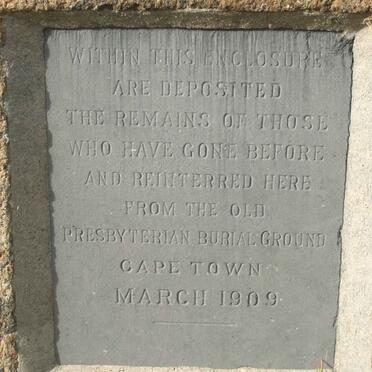 WITHIN THIS ENCLOSURE
ARE DEPOSITED
THE REMAINS OF THOSE
WHO HAVE GONE BEFORE
AND REINTERRED HERE
FROM THE OLD
PRESBYTERIAN BURIAL GROUND
CAPE TOWN
MARCH 1909